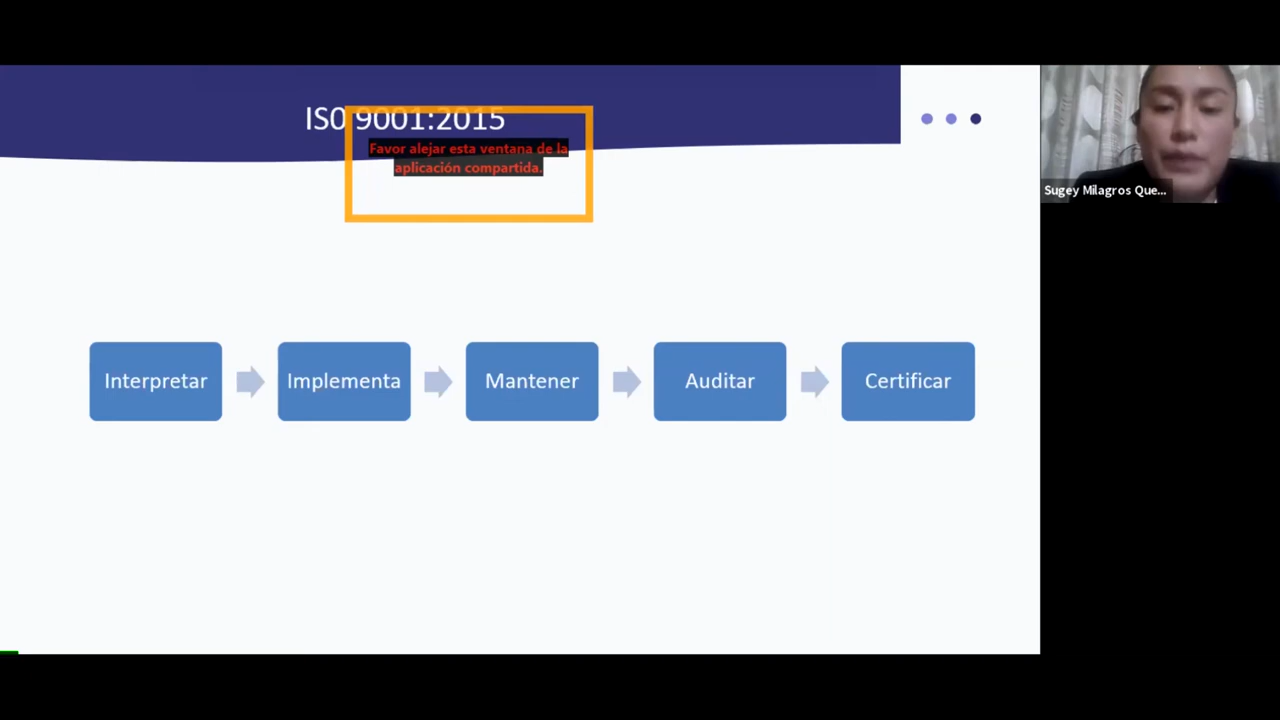 ISO 9001:2015
Favor alejar esta ventana de la
aplicación compartida.
Sugey Milagros Que...
Interpretar
Implementa
Mantener
Auditar
Certificar